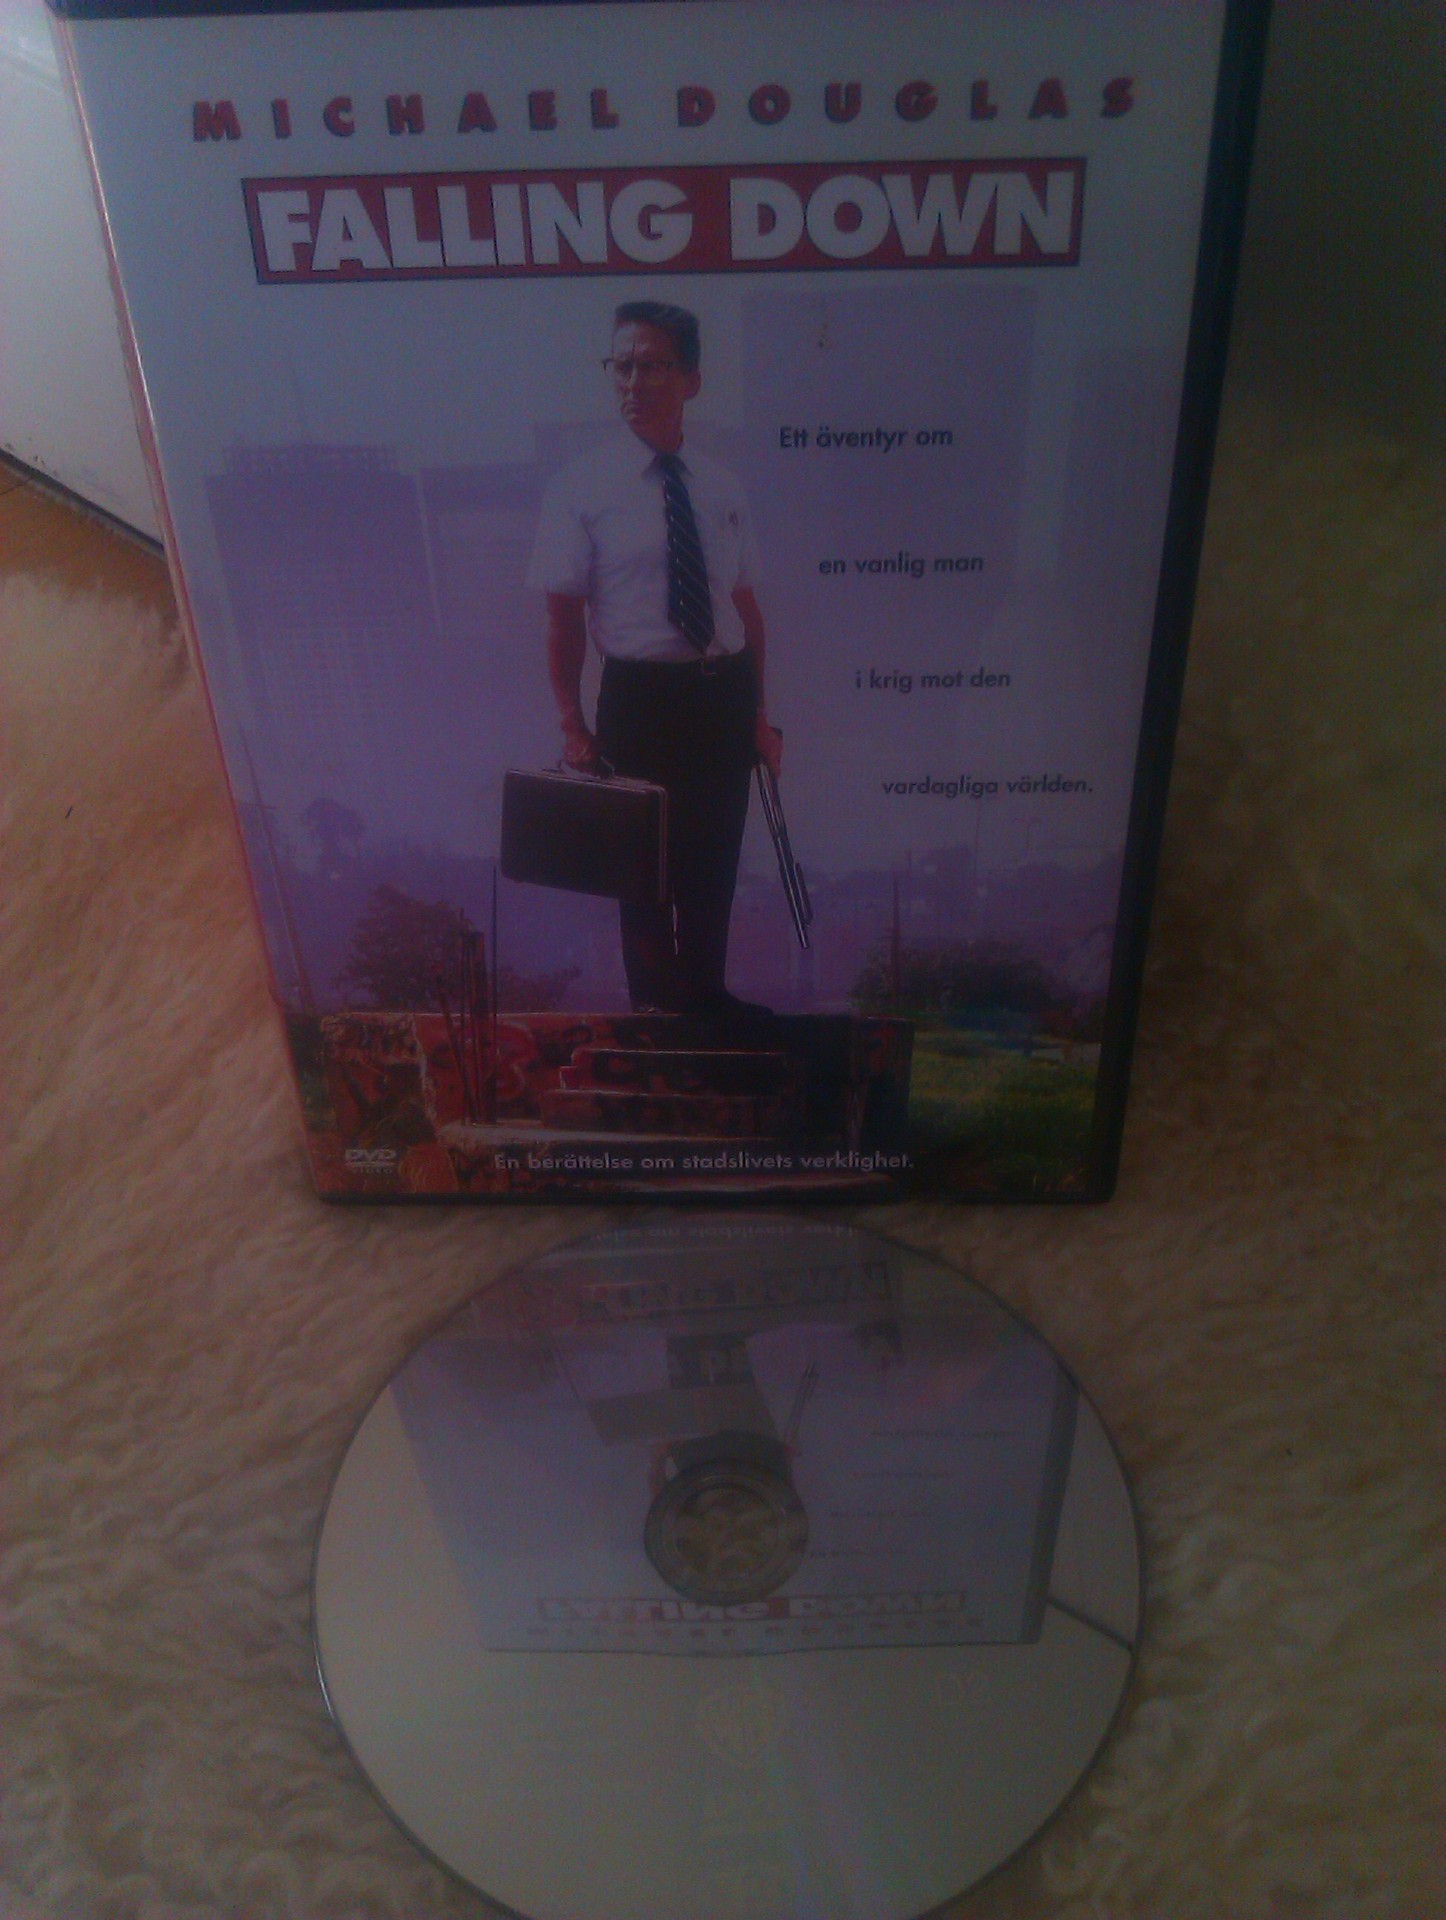 MICHAEL DOUGLAS
FALLING DOWN
Ett äventyr om
en vanlig man
i krig mot den
vardagliga världen.
DVD
VIDEO
En berättelse om stadslivets verklighet.